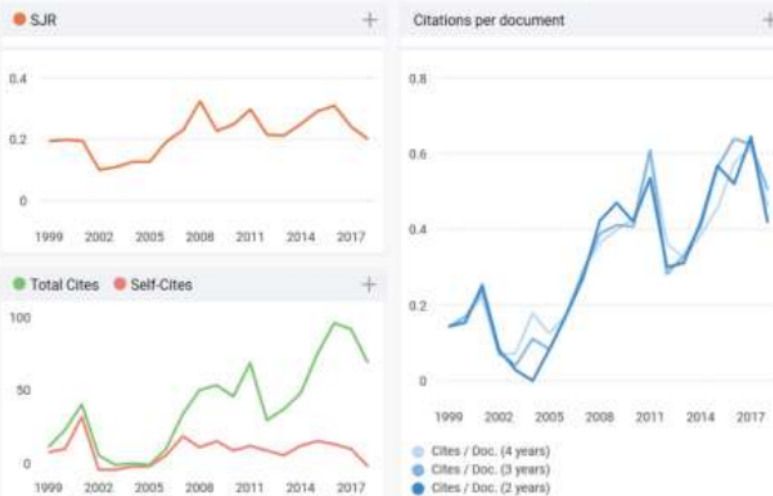 SJR
0.4
0.2
0
1999 2002 2005 2008 2011 2014 2017
Total Cites Self-Cites
100
50
0
1999 2002 2005 2008 2011 2014 2017
Citations per document
0.8
0.6
0.4
0.2
0
1999 2002 2005 2008 2011 2014 2017
Cites / Doc. (4 years)
Cites / Doc. (3 years)
Cites / Doc. (2 years)